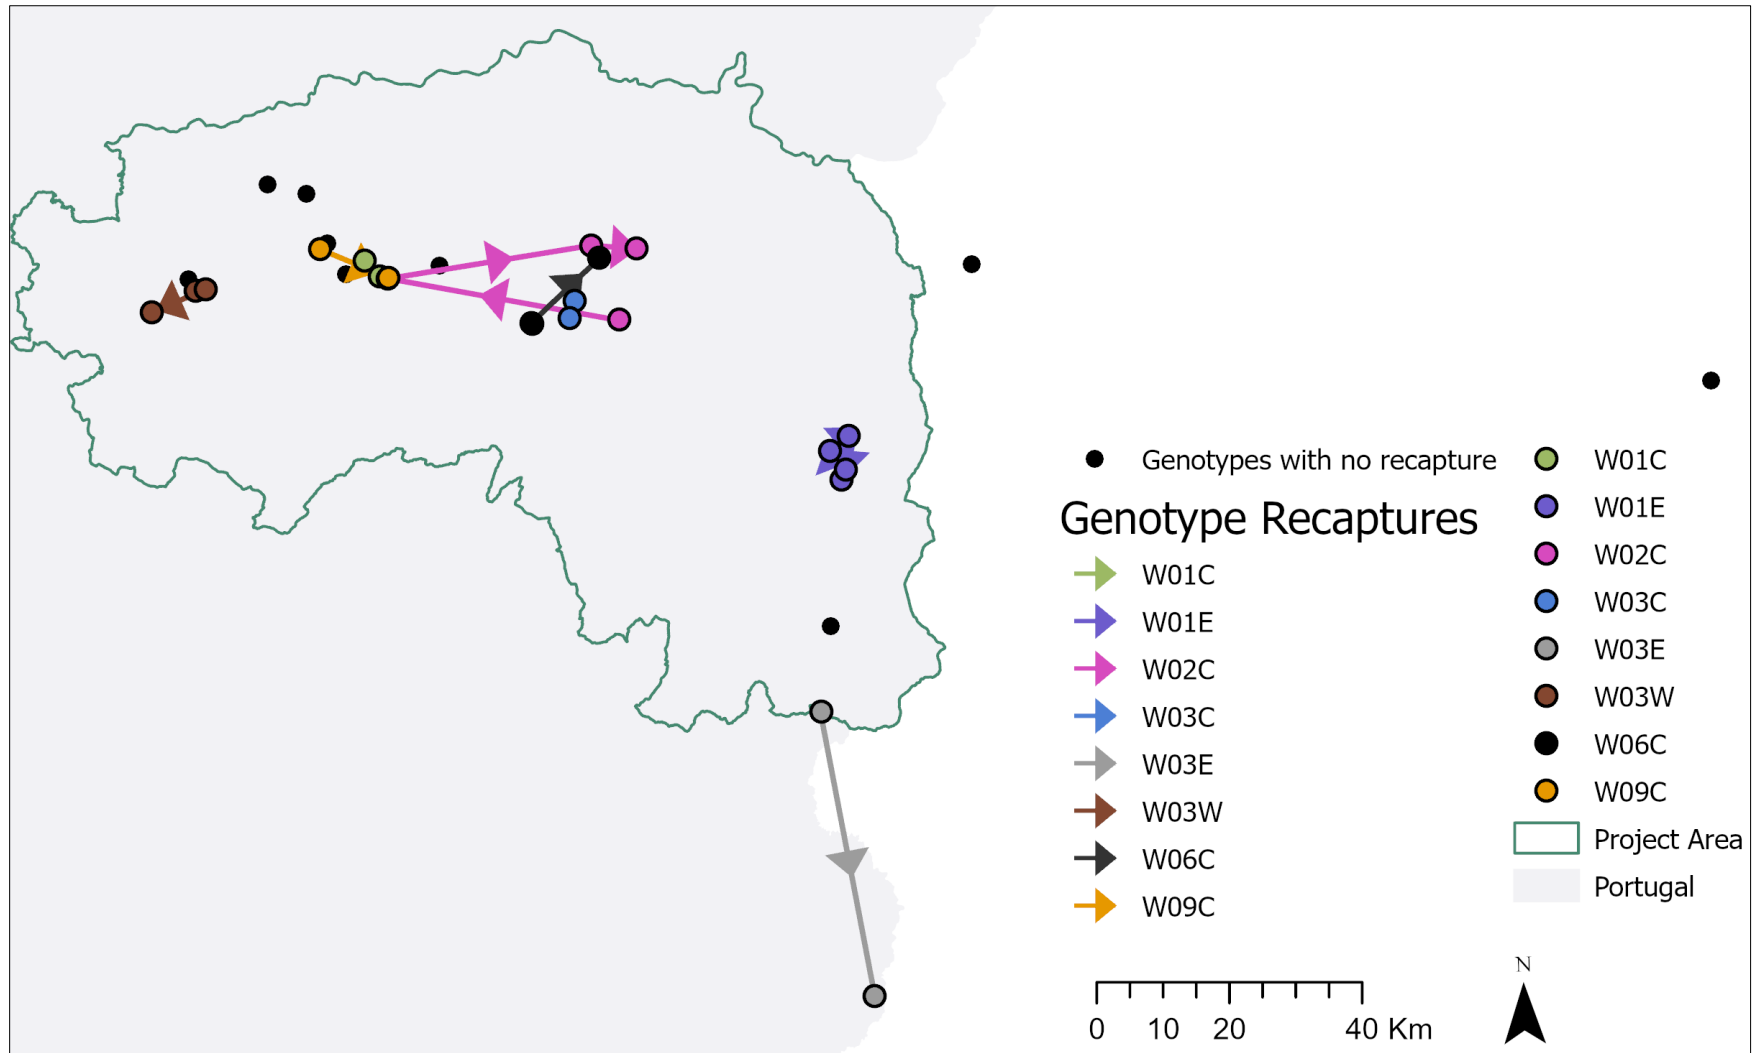 Genotypes with no recapture
Genotype Recaptures
W01C
W01E
W02C
W03C
W03E
W03W
W06C
W09C
W01C
W01E
W02C
W03C
W03E
W03W
W06C
W09C
Project Area
Portugal
0 10 20 40 Km
N